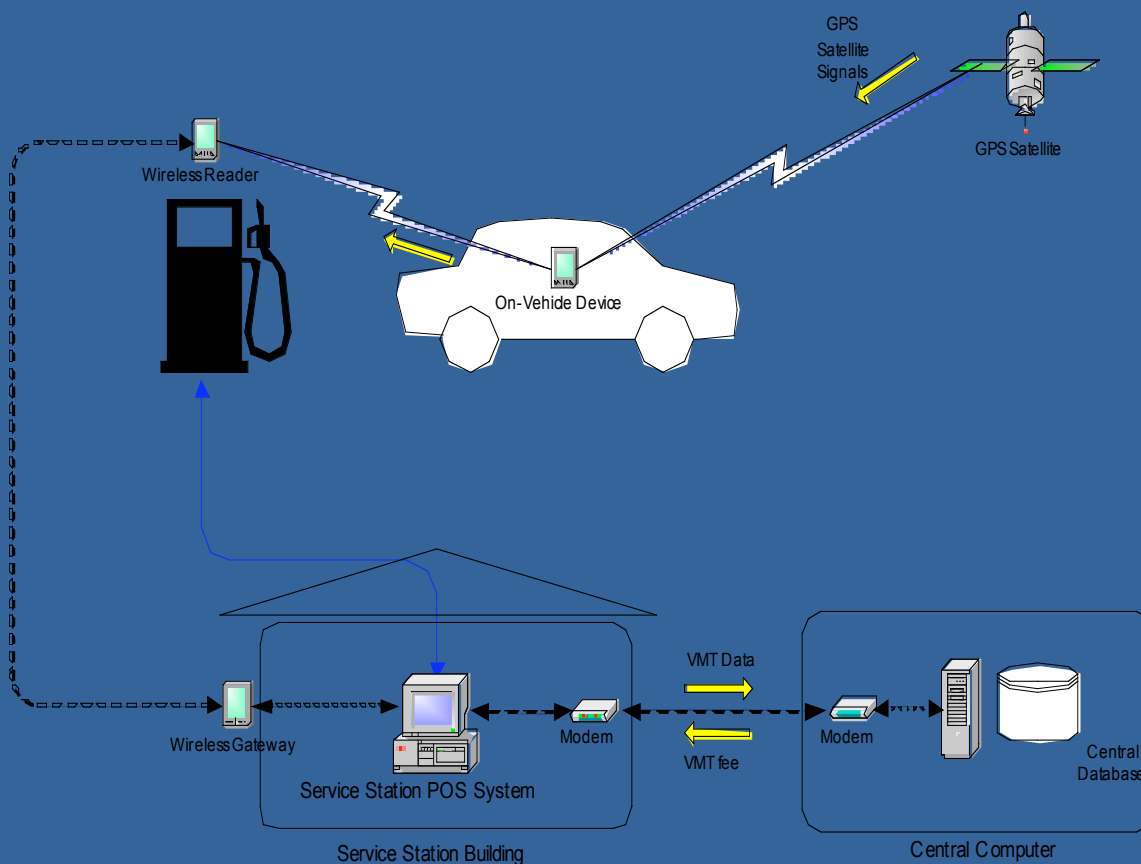 GPS
Satellite
Signals
GPS Satellite
Wireless Reader
On-Vehicle Device
VMT Data
VMT fee
Wireless Gateway
Modem
Modem
Central
Database
Service Station POS System
Service Station Building
Central Computer